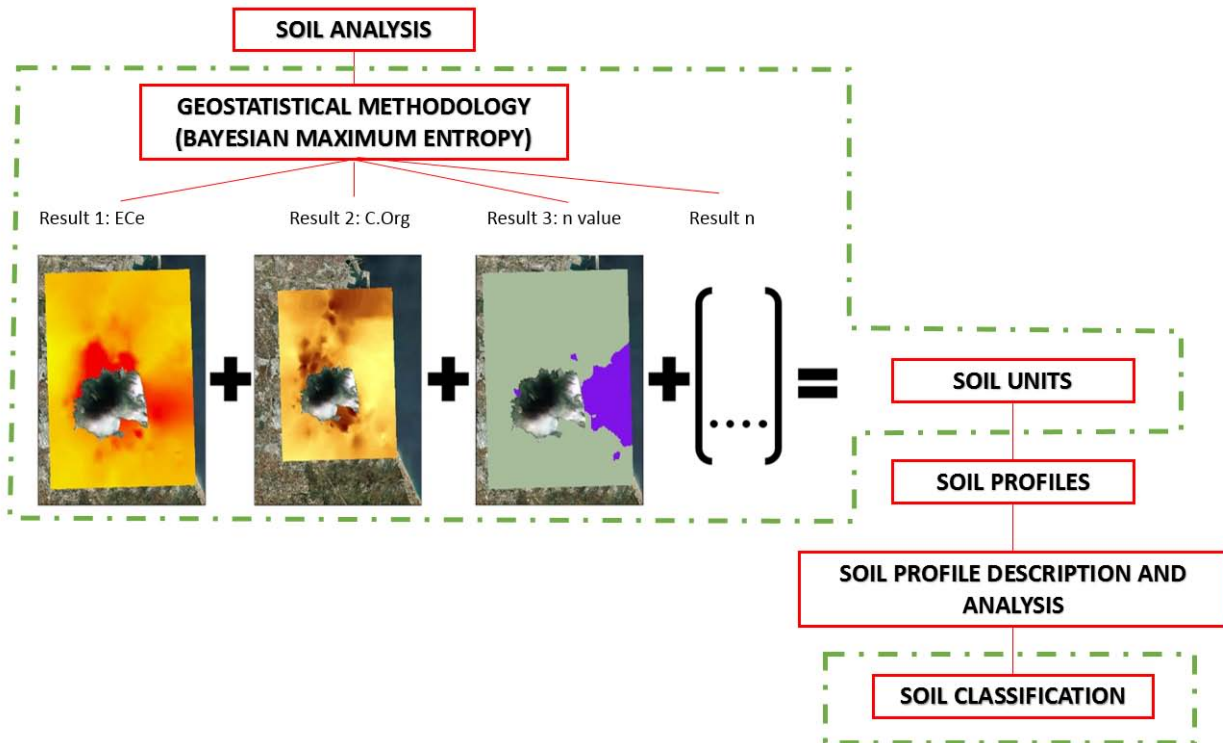 SOIL ANALYSIS
GEOSTATISTICAL METHODOLOGY
(BAYESIAN MAXIMUM ENTROPY)
Result 1: ECe
Result 2: C.Org
Result 3: n value
Result n
+
+
+
(....)
=
SOIL UNITS
SOIL PROFILES
SOIL PROFILE DESCRIPTION AND
ANALYSIS
SOIL CLASSIFICATION